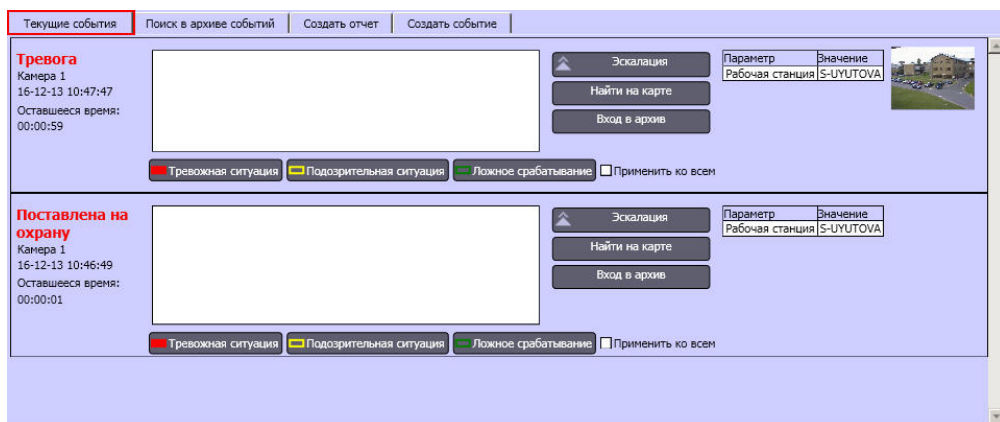 Текущие события
Поиск в архиве событий
Создать отчет
Создать событие
Тревога
Камера 1
16-12-13 10:47:47
Оставшееся время:
00:00:59
Эскалация
Найти на карте
Вход в архив
Параметр Значение
Рабочая станция S-UYUTOVA
Тревожная ситуация
Подозрительная ситуация
Ложное срабатывание
Применить ко всем
Поставлена на
охрану
Камера 1
16-12-13 10:46:49
Оставшееся время:
00:00:01
Эскалация
Найти на карте
Вход в архив
Параметр Значение
Рабочая станция S-UYUTOVA
Тревожная ситуация
Подозрительная ситуация
Ложное срабатывание
Применить ко всем